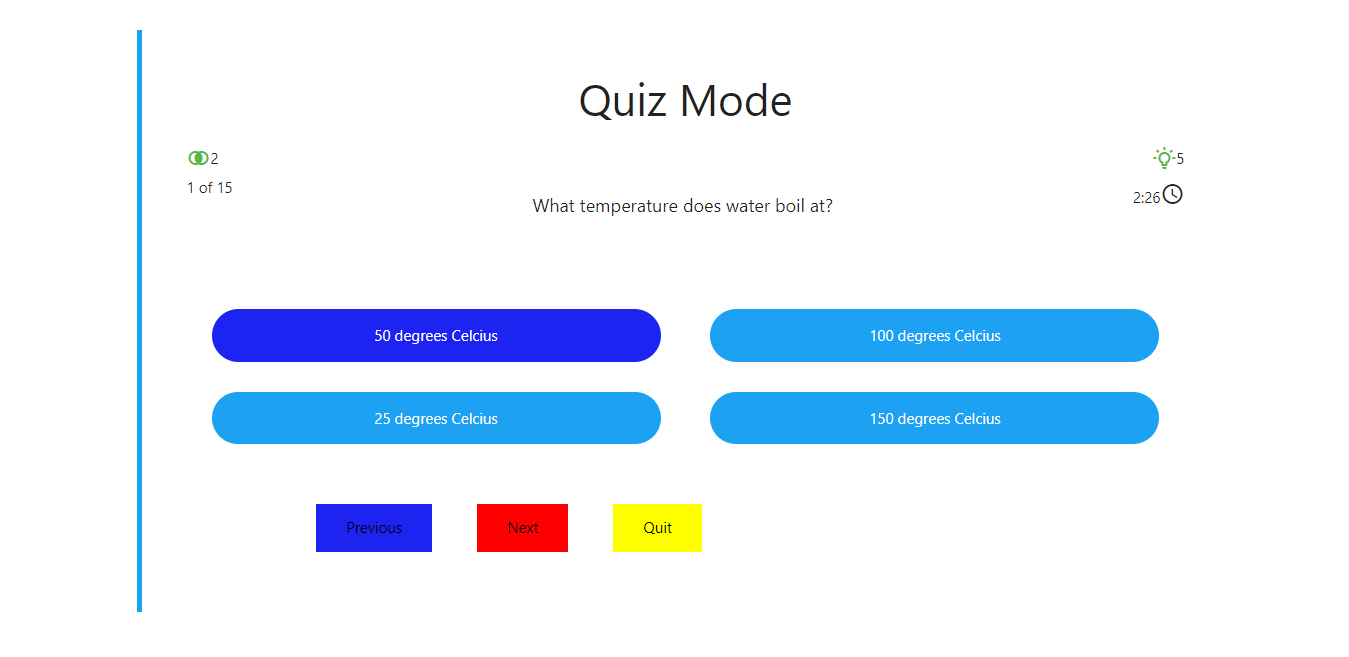 Quiz Mode
2
5
1 of 15
2:26
What temperature does water boil at?
50 degrees Celcius
100 degrees Celcius
25 degrees Celcius
150 degrees Celcius
Previous
Next
Quit